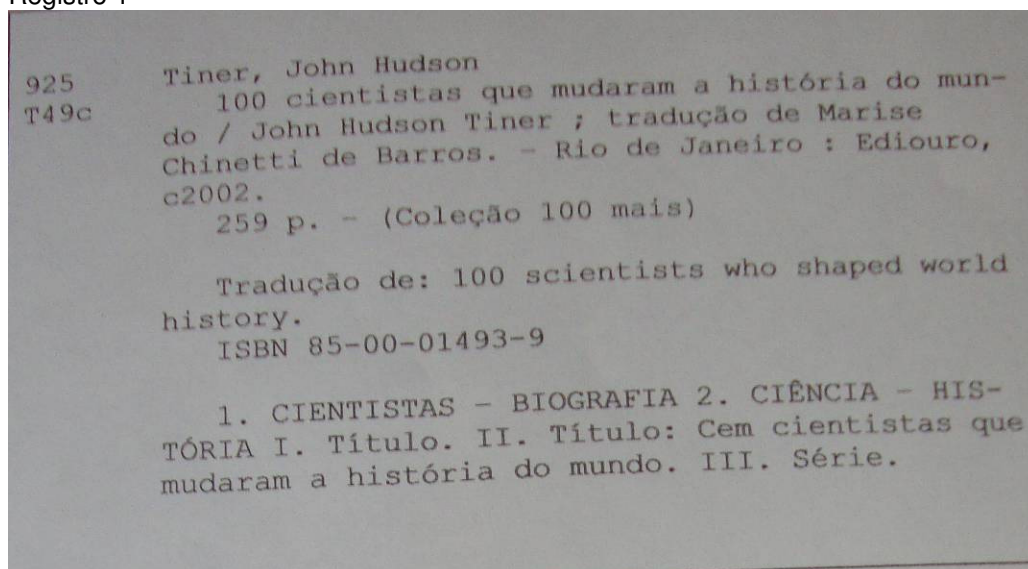 Registro 1
925 Tiner, John Hudson
T49c 100 cientistas que mudaram a história do mun-
do / John Hudson Tiner ; tradução de Marise
Chinetti de Barros. - Rio de Janeiro : Ediouro,
c2002.
259 p. - (Coleção 100 mais)
Tradução de: 100 scientists who shaped world
history.
ISBN 85-00-01493-9
1. CIENTISTAS - BIOGRAFIA 2. CIÊNCIA - HIS-
TÓRIA I. Título. II. Título: Cem cientistas que
mudaram a história do mundo. III. Série.